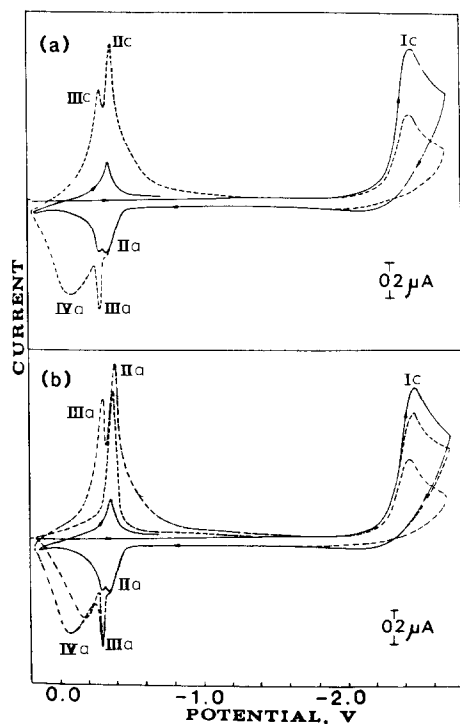 (a)
IIc
IIIc
Ic
IIa
IVa
IIIa
0.2 µA
CURRENT
(b)
IIa
IIIa
Ic
IIa
IVa
IIIa
0.2 µA
0.0
-1.0
-2.0
POTENTIAL, V